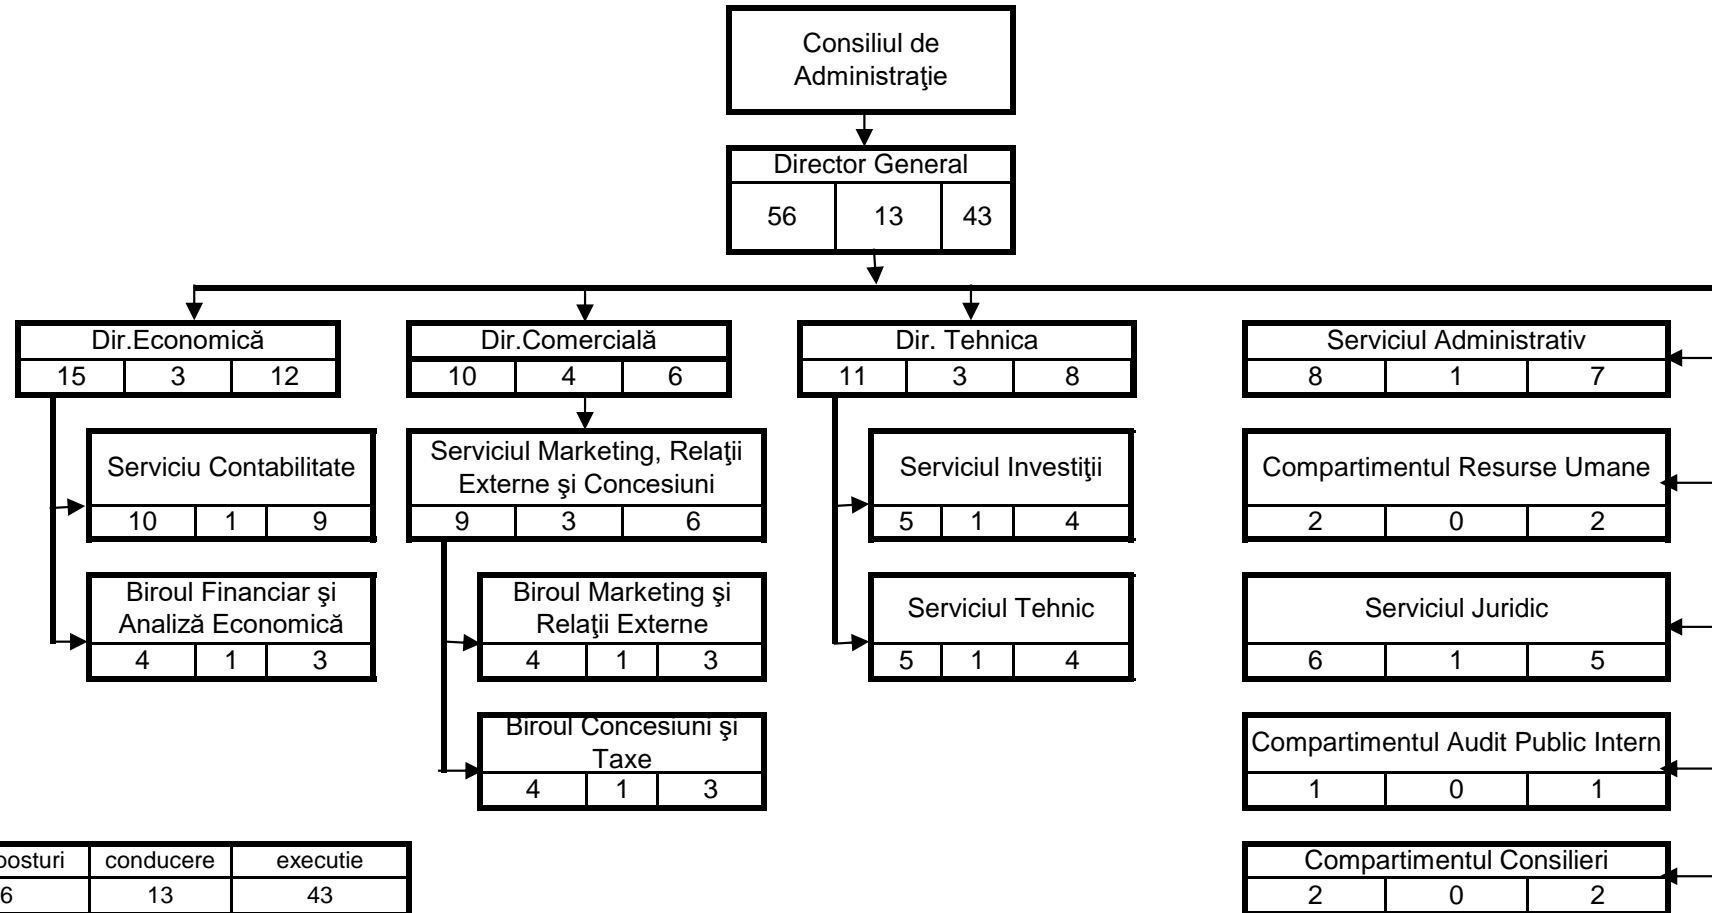 Consiliul de
Administraţie
Director General
56 13 43
Dir.Economică
15 3 12
Dir.Comercială
10 4 6
Dir. Tehnica
11 3 8
Serviciul Administrativ
8 1 7
Serviciu Contabilitate
10 1 9
Serviciul Marketing, Relaţii
Externe şi Concesiuni
9 3 6
Serviciul Investiţii
5 1 4
Compartimentul Resurse Umane
2 0 2
Biroul Financiar şi
Analiză Economică
4 1 3
Biroul Marketing şi
Relaţii Externe
4 1 3
Serviciul Tehnic
5 1 4
Serviciul Juridic
6 1 5
Biroul Concesiuni şi
Taxe
4 1 3
Compartimentul Audit Public Intern
1 0 1
posturi conducere executie
6 13 43
Compartimentul Consilieri
2 0 2